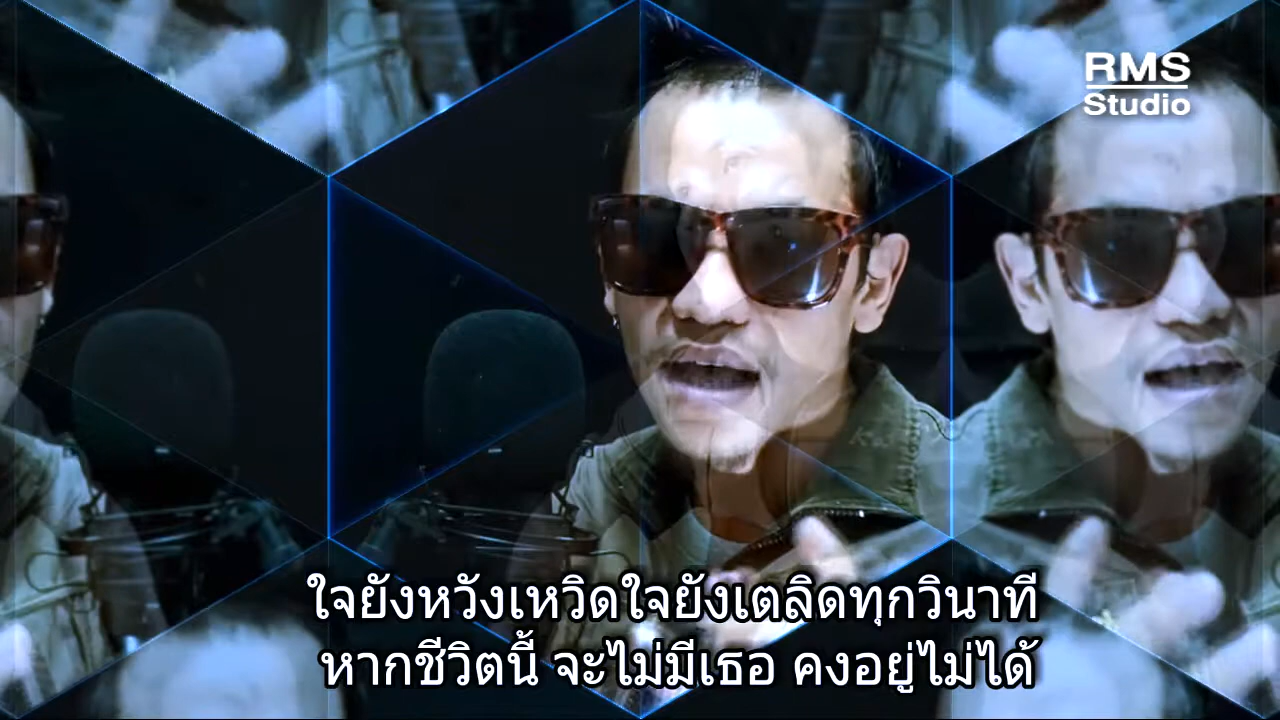 RMS
Studio
ใจยังหวังเหวิดใจยังเตลิดทุกวินาที
หากชีวิตนี้ จะไม่มีเธอ คงอยู่ไม่ได้